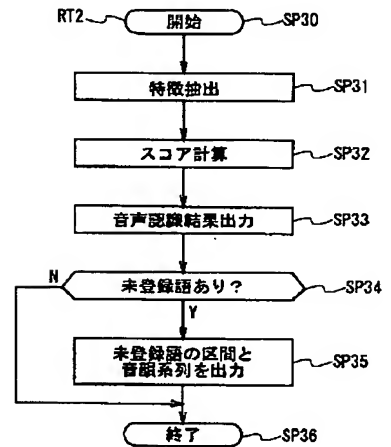 RT2 開始 SP30
特徴抽出 SP31
スコア計算 SP32
音声認識結果出力 SP33
N 未登録語あり? SP34
Y
未登録語の区間と
音韻系列を出力 SP35
終了 SP36